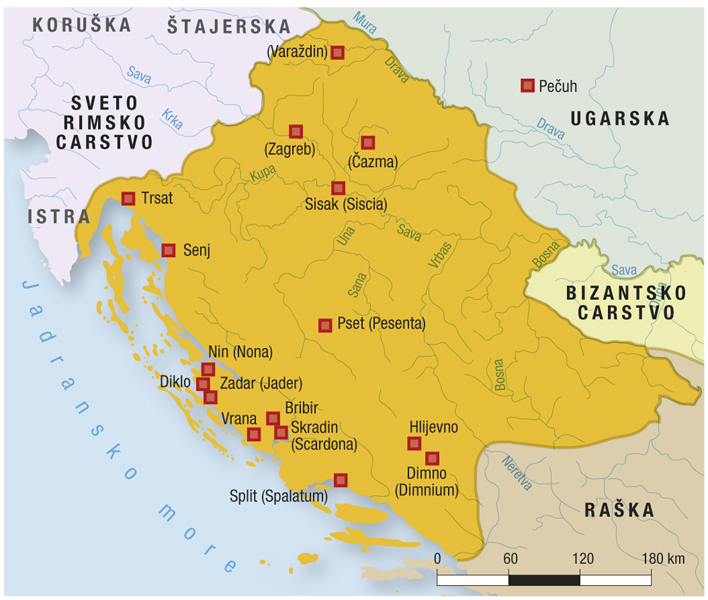 KORUŠKA
ŠTAJERSKA
Mura
(Varaždin)
Drava
Sava
Pečuh
SVETO
RIMSKO
CARSTVO
Krka
UGARSKA
Drava
(Zagreb)
(Čazma)
Kupa
Trsat
Sisak (Siscia)
ISTRA
Una
Sava
Vrbas
Bosna
Senj
Sava
Sana
BIZANTSKO
CARSTVO
Jadransko more
Pset (Pesenta)
Nin (Nona)
Bosna
Diklo
Zadar (Jader)
Bribir
Vrana
Skradin
(Scardona)
Hlijevno
Neretva
Dimno
(Dimnium)
Split (Spalatum)
RAŠKA
0 60 120 180 km